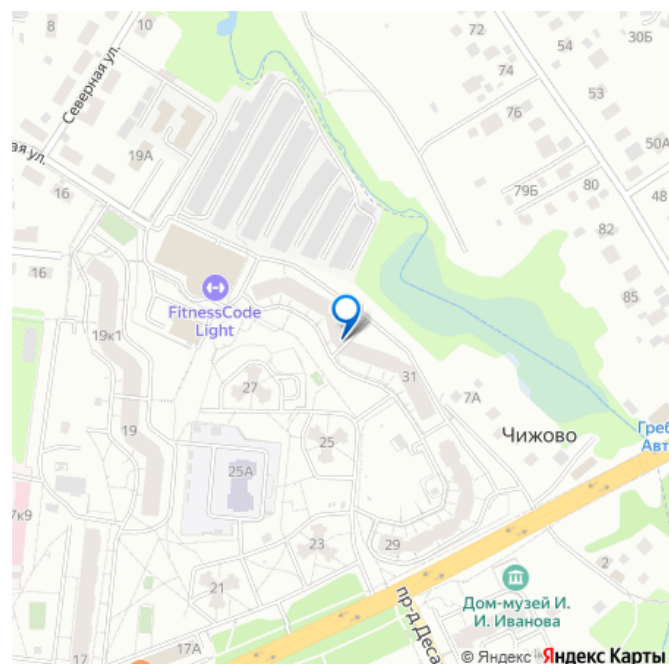 8
10
72
54
30Б
Северная ул.
74
53
76
19А
50А
ая ул.
16
79Б
80
48
82
16
FitnessCode
Light
85
19к1
31
7А
27
Греб
Авт
Чижово
19
25
25А
7к9
23
29
2
21
17
Дом-музей И.
И. Иванова
17А
пр-д Деса
© Яндекс
Яндекс Карты